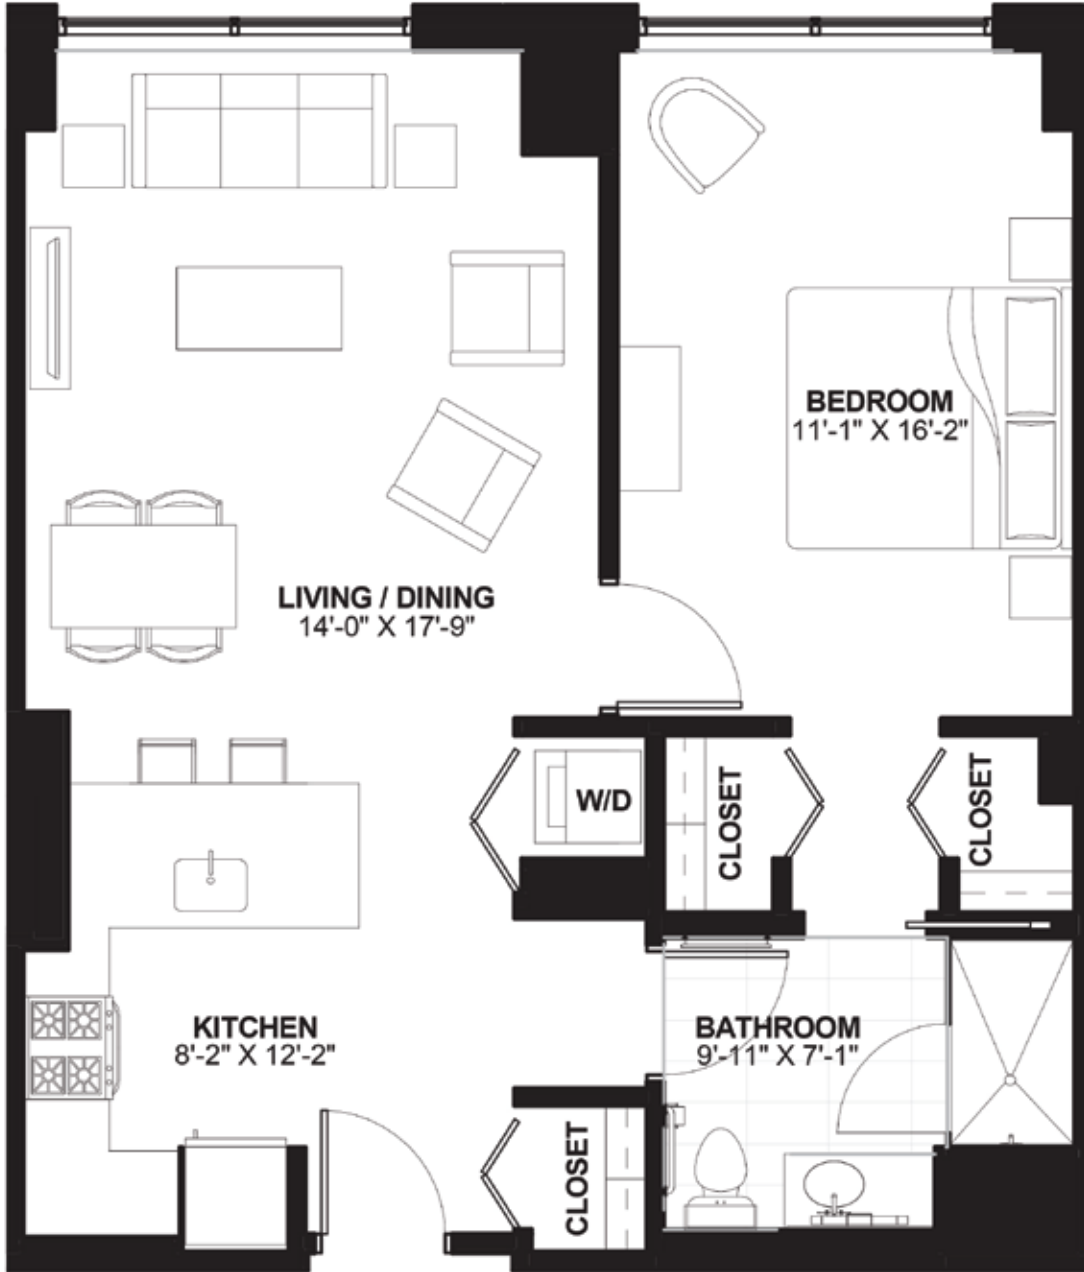 BEDROOM
11'-1" X 16'-2"
LIVING / DINING
14'-0" X 17'-9"
W/D
CLOSET
CLOSET
KITCHEN
8'-2" X 12'-2"
BATHROOM
9'-11" X 7'-1"
CLOSET